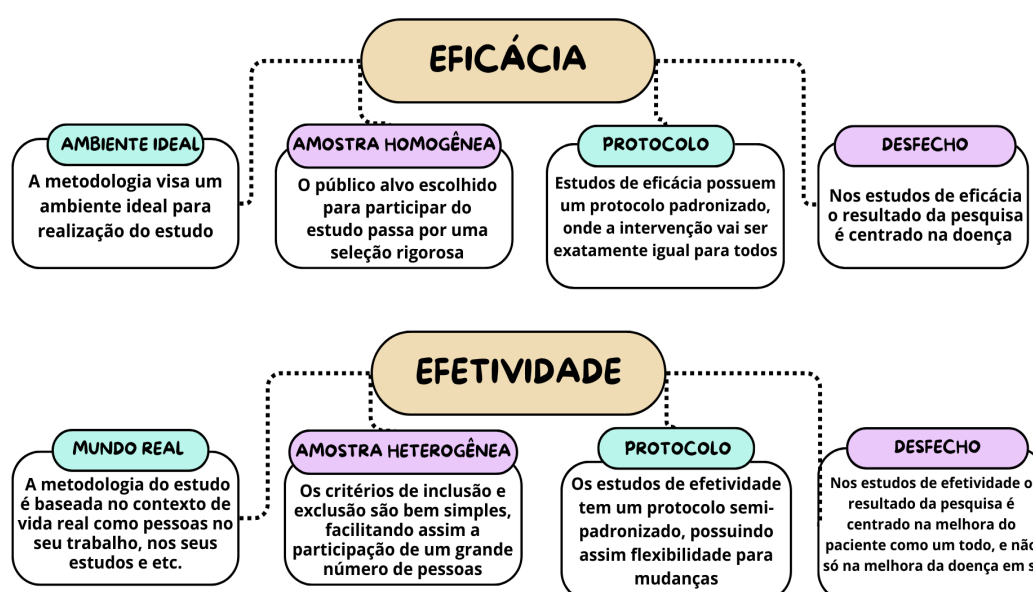 EFICÁCIA
AMBIENTE IDEAL
A metodologia visa um
ambiente ideal para
realização do estudo
AMOSTRA HOMOGÊNEA
O público alvo escolhido
para participar do
estudo passa por uma
seleção rigorosa
PROTOCOLO
Estudos de eficácia possuem
um protocolo padronizado,
onde a intervenção vai ser
exatamente igual para todos
DESFECHO
Nos estudos de eficácia
o resultado da pesquisa
é centrado na doença
EFETIVIDADE
MUNDO REAL
A metodologia do estudo
é baseada no contexto de
vida real como pessoas no
seu trabalho, nos seus
estudos e etc.
AMOSTRA HETEROGÊNEA
Os critérios de inclusão e
exclusão são bem simples,
facilitando assim a
participação de um grande
número de pessoas
PROTOCOLO
Os estudos de efetividade
tem um protocolo semi-
padronizado, possuindo
assim flexibilidade para
mudanças
DESFECHO
Nos estudos de efetividade o
resultado da pesquisa é
centrado na melhora do
paciente como um todo, e não
só na melhora da doença em